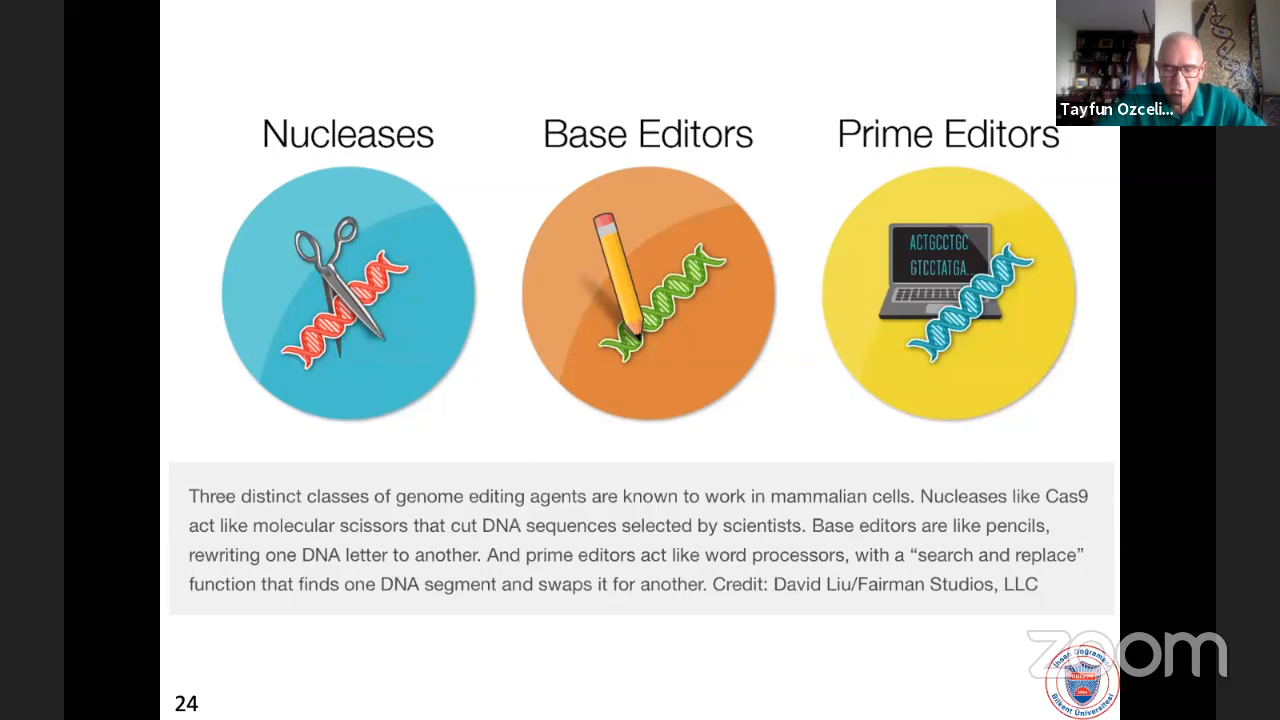 Tayfun Ozceli...
Nucleases
Base Editors
Prime Editors
ACTGCCTGC
GTCCTATGA...
Three distinct classes of genome editing agents are known to work in mammalian cells. Nucleases like Cas9
act like molecular scissors that cut DNA sequences selected by scientists. Base editors are like pencils,
rewriting one DNA letter to another. And prime editors act like word processors, with a “search and replace”
function that finds one DNA segment and swaps it for another. Credit: David Liu/Fairman Studios, LLC
zoom
İhsan Doğramacı
Bilkent Üniversitesi
24